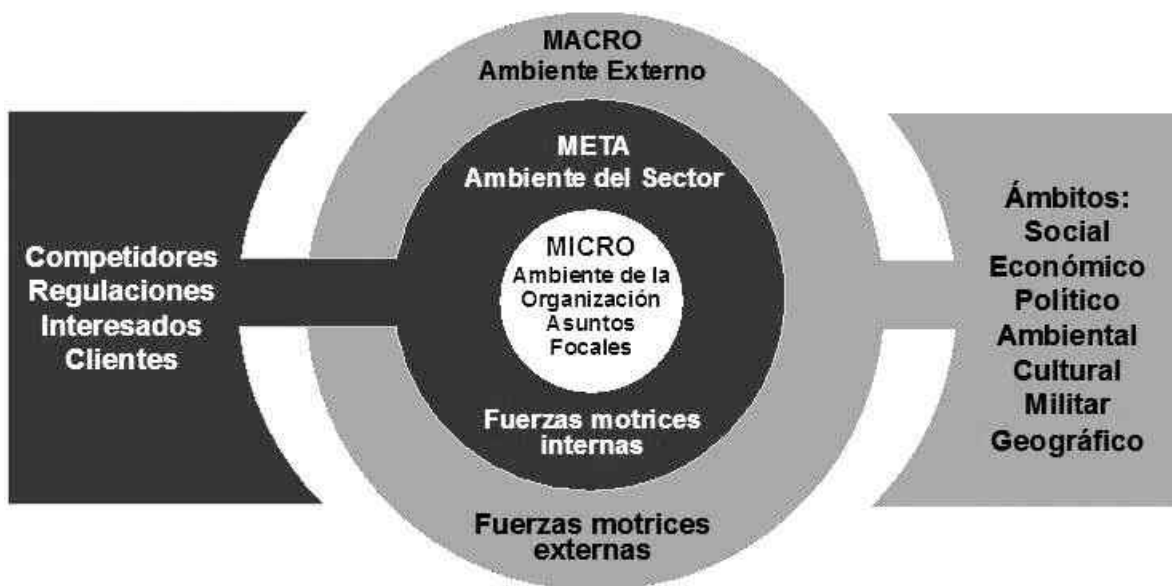 MACRO
Ambiente Externo
META
Ambiente del Sector
MICRO
Ambiente de la
Organización
Asuntos
Focales
Fuerzas motrices
internas
Fuerzas motrices
externas
Competidores
Regulaciones
Interesados
Clientes
Ámbitos:
Social
Económico
Político
Ambiental
Cultural
Militar
Geográfico